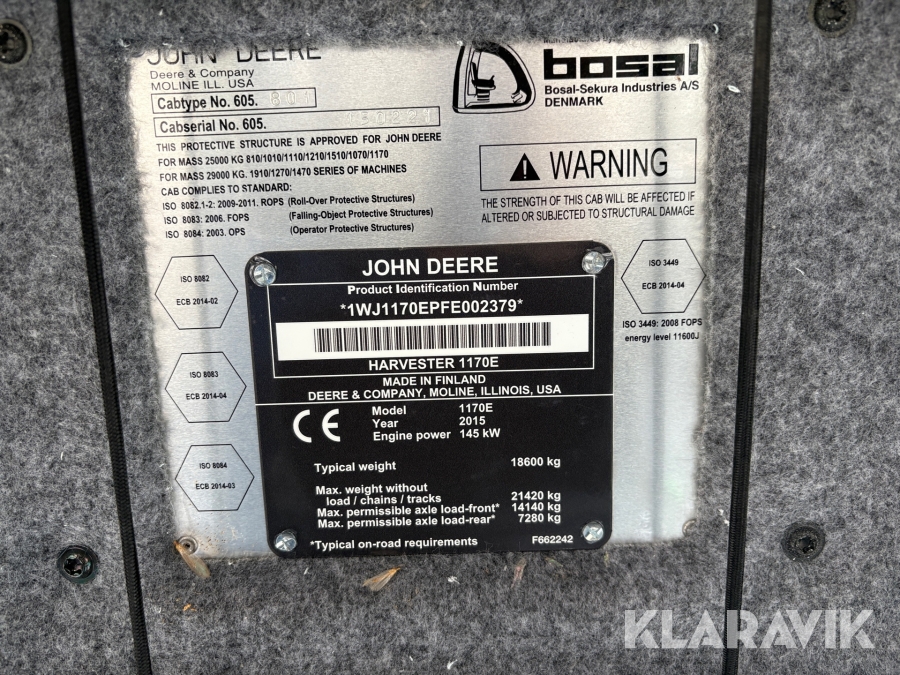 JOHN DEERE
Deere & Company
MOLINE ILL. USA
Cabtype No. 605.
Cabserial No. 605.
THIS PROTECTIVE STRUCTURE IS APPROVED FOR JOHN DEERE
FOR MASS 25000 KG 810/1010/1110/1210/1510/1070/1170
FOR MASS 29000 KG. 1910/1270/1470 SERIES OF MACHINES
CAB COMPLIES TO STANDARD:
ISO 8082.1-2: 2009-2011. ROPS (Roll-Over Protective Structures)
ISO 8083: 2006. FOPS (Falling-Object Protective Structures)
ISO 8084: 2003. OPS (Operator Protective Structures)
bosal
Bosal-Sekura Industries A/S
DENMARK
WARNING
THE STRENGTH OF THIS CAB WILL BE AFFECTED IF
ALTERED OR SUBJECTED TO STRUCTURAL DAMAGE
ISO 8082
ECB 2014-02
ISO 8083
ECB 2014-04
ISO 8084
ECB 2014-03
ISO 3449
ECB 2014-04
ISO 3449: 2008 FOPS
energy level 11600J
JOHN DEERE
Product Identification Number
*1WJ1170EPFE002379*
HARVESTER 1170E
MADE IN FINLAND
DEERE & COMPANY, MOLINE, ILLINOIS, USA
CE
Model 1170E
Year 2015
Engine power 145 kW
Typical weight 18600 kg
Max. weight without
load / chains / tracks 21420 kg
Max. permissible axle load-front* 14140 kg
Max. permissible axle load-rear* 7280 kg
*Typical on-road requirements F662242
KLARAVIK